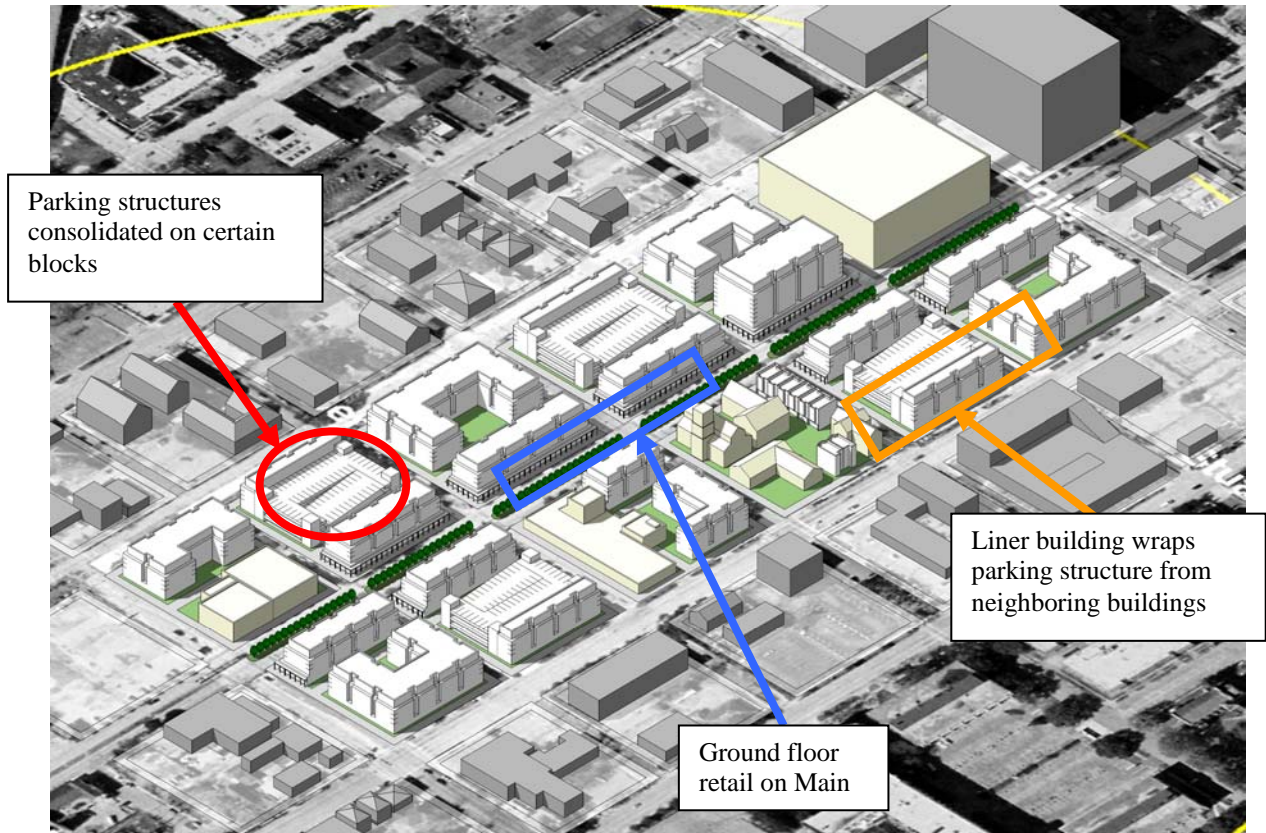 Parking structures
consolidated on certain
blocks
Liner building wraps
parking structure from
neighboring buildings
Ground floor
retail on Main